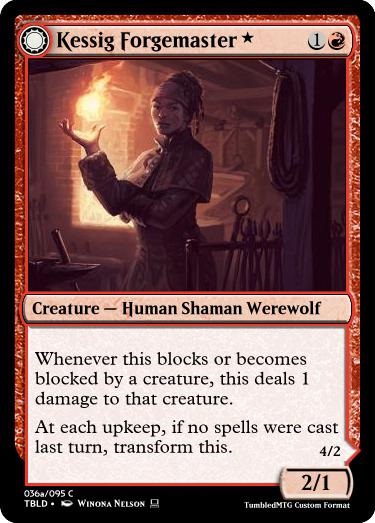 Kessig Forgemaster ★ 1
Creature — Human Shaman Werewolf
Whenever this blocks or becomes
blocked by a creature, this deals 1
damage to that creature.
At each upkeep, if no spells were cast
last turn, transform this.
4/2
2/1
036a/095 C
TBLD • Winona Nelson
TumbledMTG Custom Format